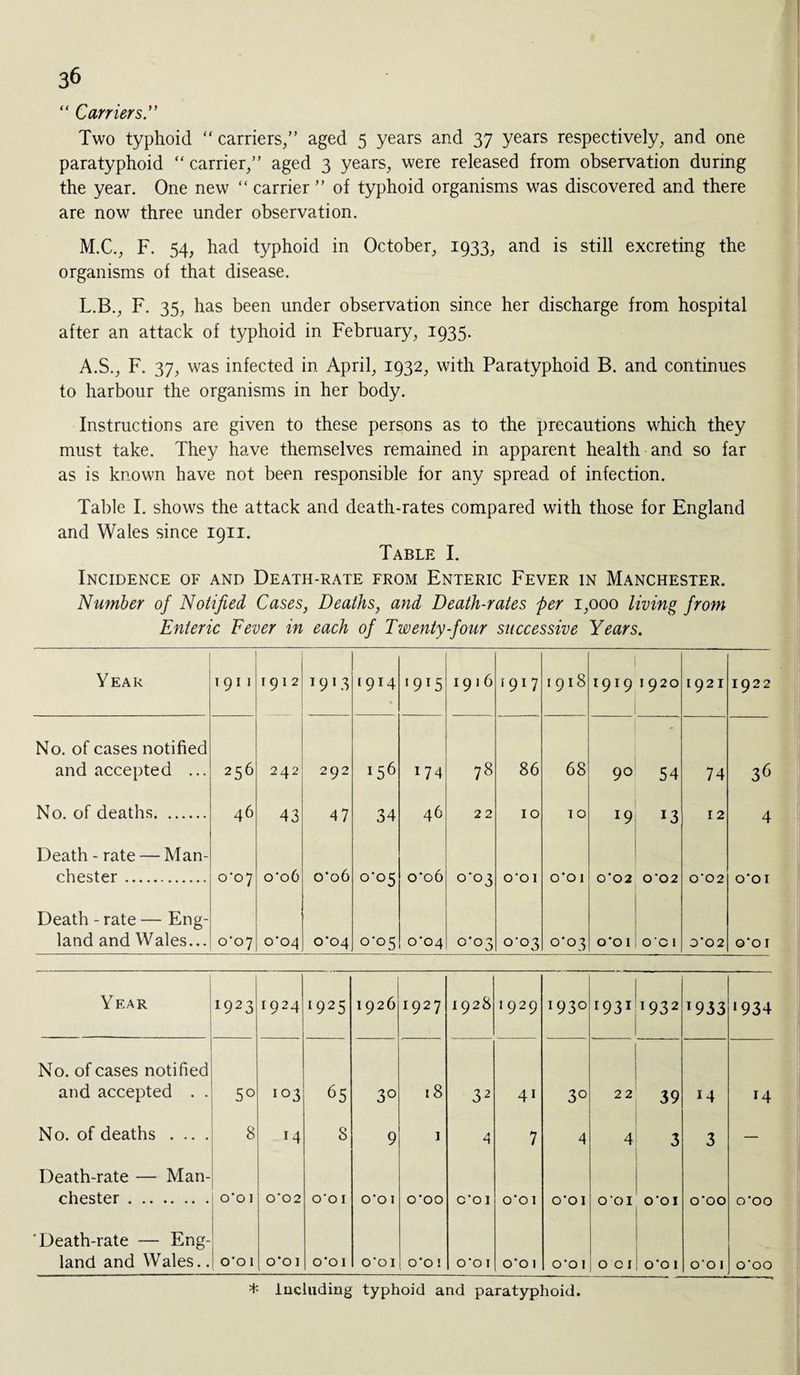 36
“ Carriers.”
Two typhoid “ carriers,” aged 5 years and 37 years respectively, and one
paratyphoid “ carrier,” aged 3 years, were released from observation during
the year. One new “ carrier ” of typhoid organisms was discovered and there
are now three under observation.
M.C., F. 54, had typhoid in October, 1933, and is still excreting the
organisms of that disease.
L.B., F. 35, has been under observation since her discharge from hospital
after an attack of typhoid in February, 1935.
A.S., F. 37, was infected in April, 1932, with Paratyphoid B. and continues
to harbour the organisms in her body.
Instructions are given to these persons as to the precautions which they
must take. They have themselves remained in apparent health and so far
as is known have not been responsible for any spread of infection.
Table I. shows the attack and death-rates compared with those for England
and Wales since 1911.
Table I.
Incidence of and Death-rate from Enteric Fever in Manchester.
Number of Notified Cases, Deaths, and Death-rates per 1,000 living from
Enteric Fever in each of Twenty-four successive Years.
Year 1911 1912 1913 1914 1915 1916 1917 1918 1919 1920 1921 1922
No. of cases notified
and accepted ... 256 242 292 156 174 78 86 68 90 54 74 36
No. of deaths. ...... 46 43 47 34 46 22 10 10 19 13 12 4
Death - rate — Man-
chester ............ 0·07 0·06 0·06 0·05 0·06 0·03 0·01 0·01 0·02 0·02 0·02 0·01
Death - rate — Eng-
land and Wales... 0·07 0·04 0·04 0·05 0·04 0·03 0·03 0·03 0·01 0·01 0·02 0·01
Year 1923 1924 1925 1926 1927 1928 1929 1930 1931 1932 1933 1934
No. of cases notified
and accepted . . 50 103 65 30 18 32 41 30 22 39 14 14
No. of deaths . .. . 8 14 8 9 1 4 7 4 4 3 3 —
Death-rate — Man-
chester . .. .. .. . 0·01 0·02 0·01 0·01 0·00 0·01 0·01 0·01 0·01 0·01 0·00 0·00
Death-rate — Eng-
land and Wales.. 0·01 0·01 0·01 0·01 0·01 0·01 0·01 0·01 0·01 0·01 0·01 0·00
* Including typhoid and paratyphoid.